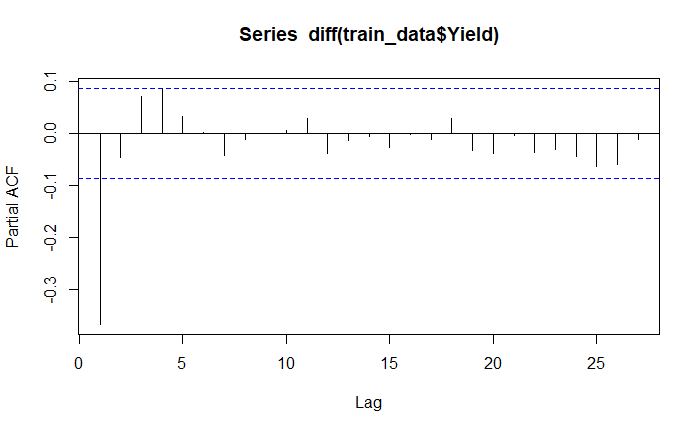 Series  diff(train_data$Yield)
Partial ACF
0.1
0.0
-0.1
-0.2
-0.3
0 5 10 15 20 25
Lag